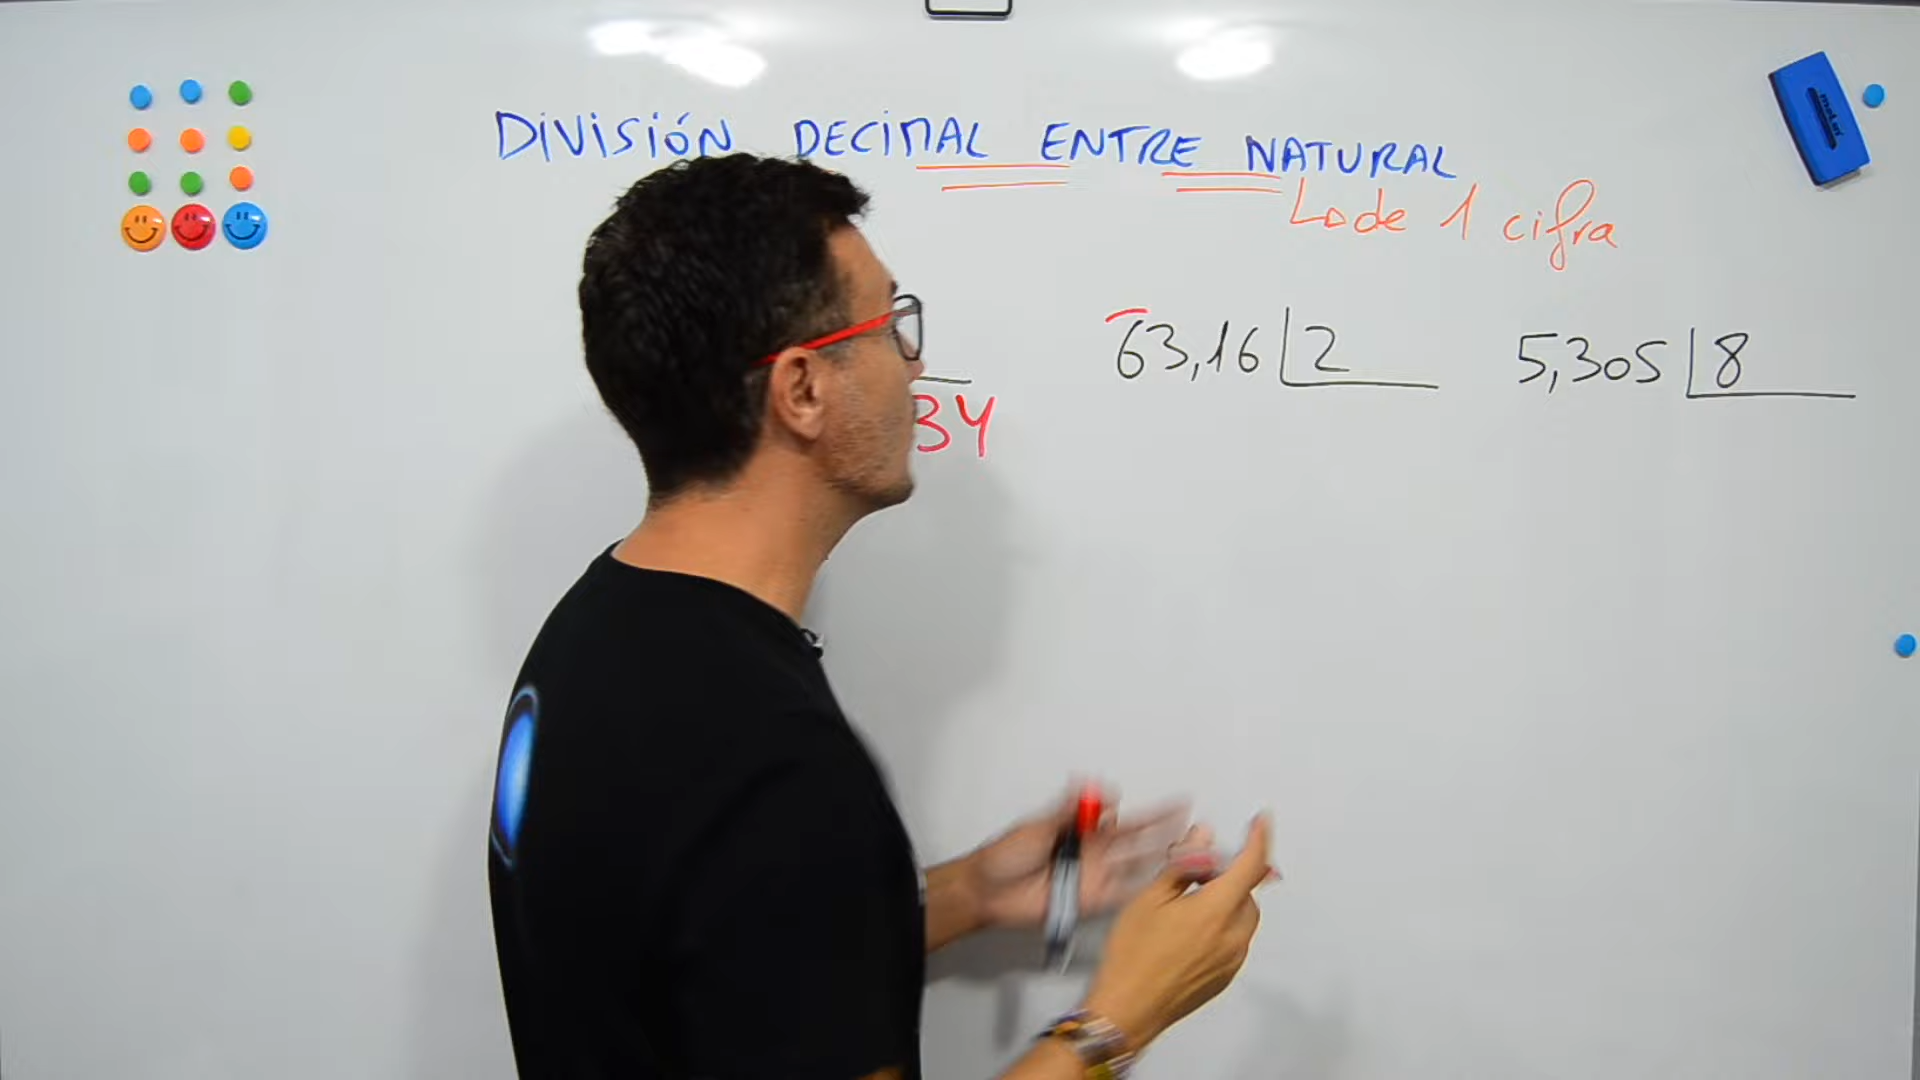 DIVISIÓN DECIMAL ENTRE NATURAL
de 1 cifra
63,16 2
5,305 8
34